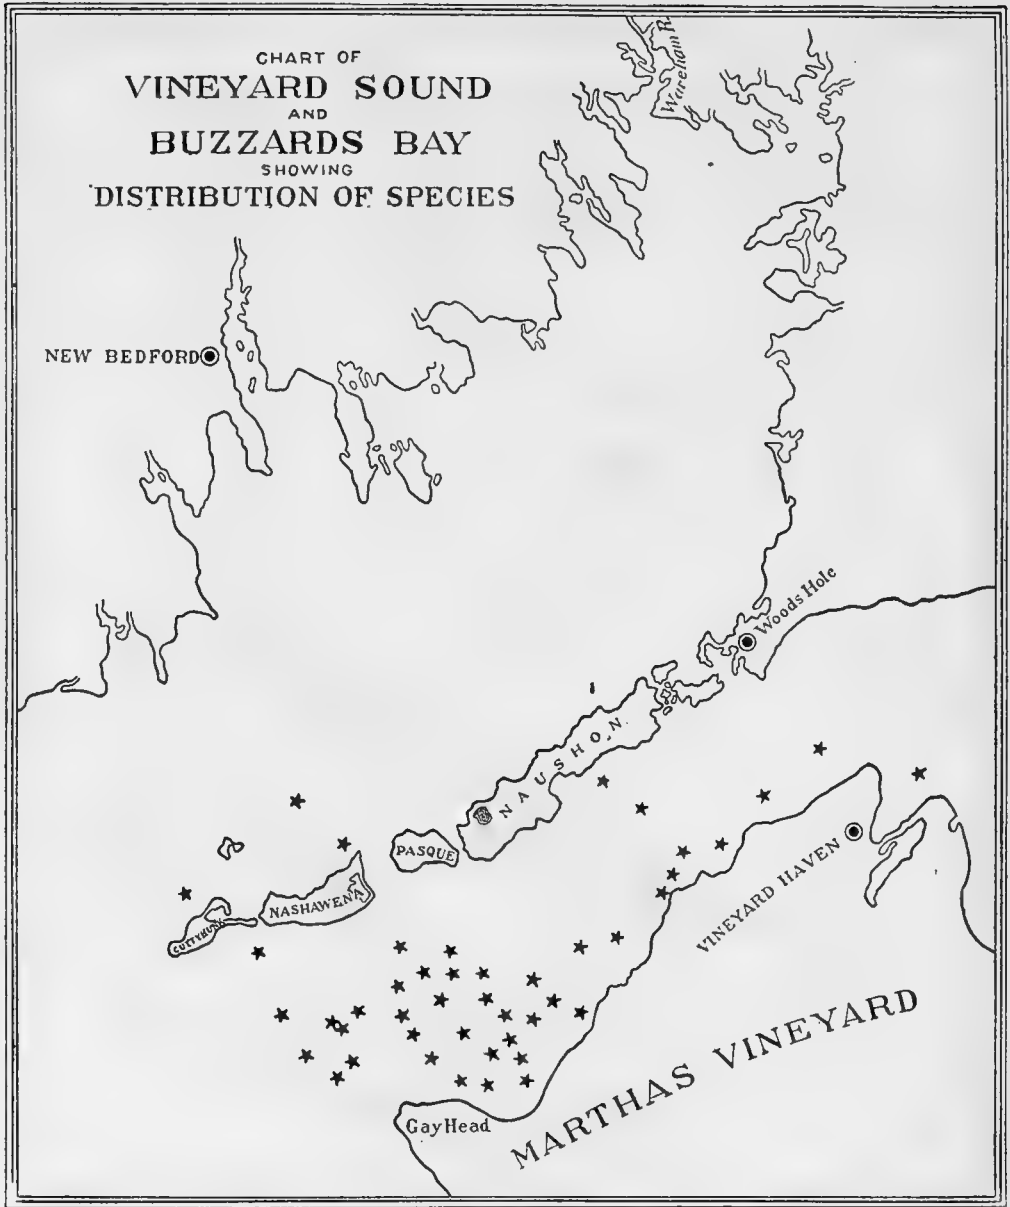 CHART OF
VINEYARD SOUND
AND
BUZZARDS BAY
SHOWING
DISTRIBUTION OF SPECIES
Wareham R.
NEW BEDFORD
Woods Hole
NAUSHON
PASQUE
NASHAWENA
CUTTYHUNK
VINEYARD HAVEN
MARTHAS VINEYARD
Gay Head